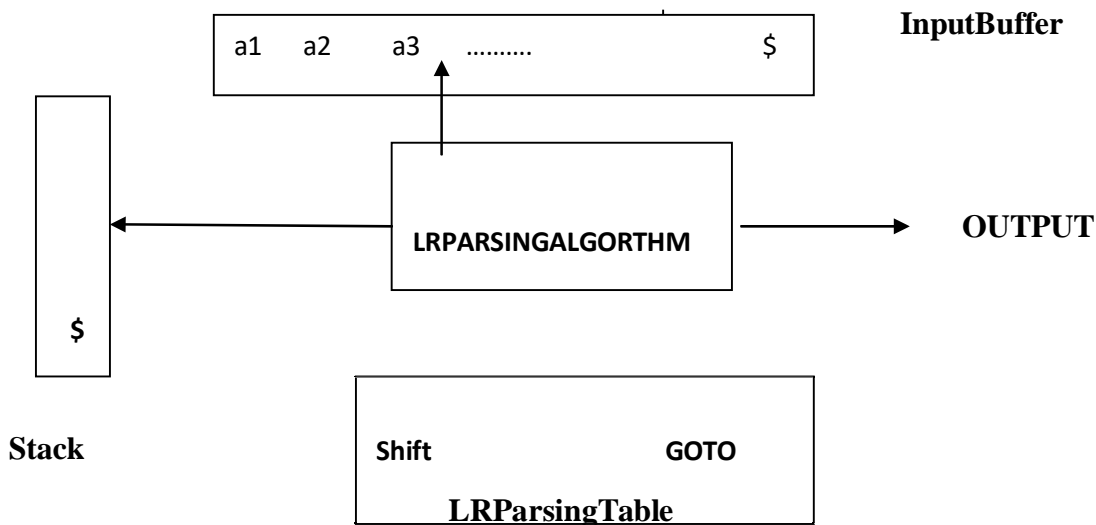 InputBuffer
a1 a2 a3 .......... $
LRPARSINGALGORTHM
OUTPUT
$
Stack
Shift GOTO
LRParsingTable